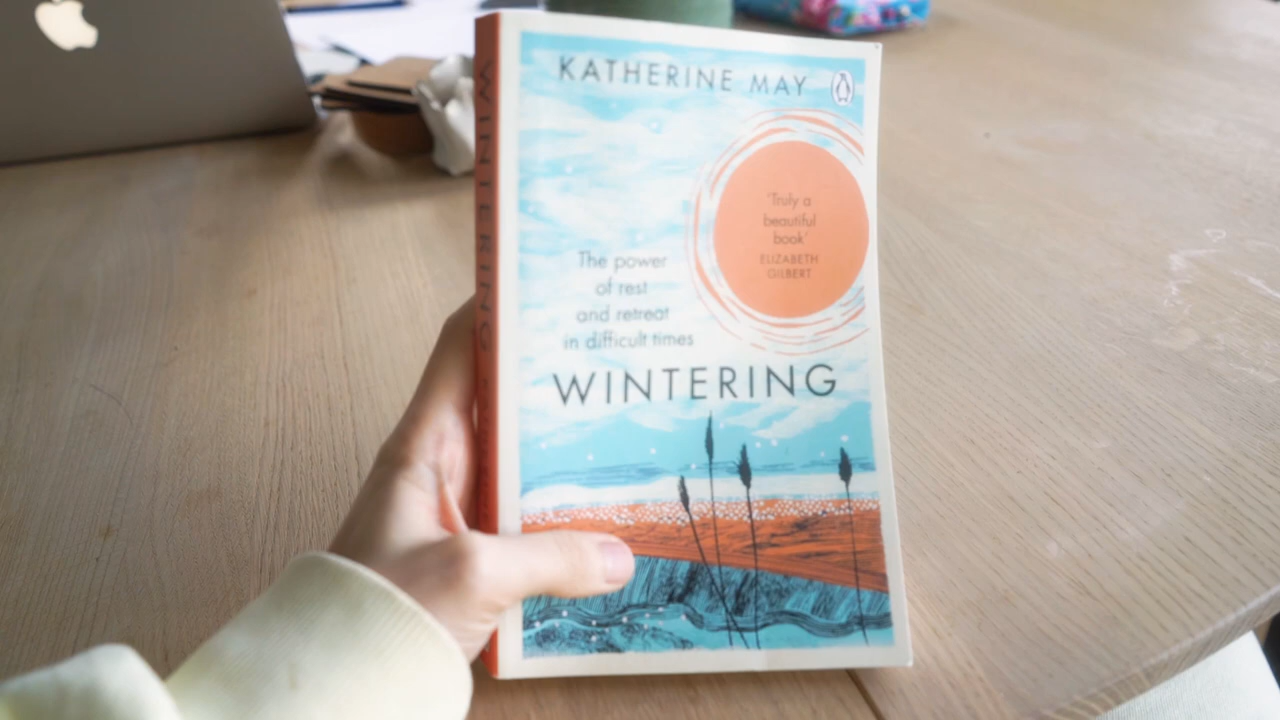 KATHERINE MAY
'Truly a
beautiful
book'
ELIZABETH
GILBERT
The power
of rest
and retreat
in difficult times
WINTERING
WINTERING